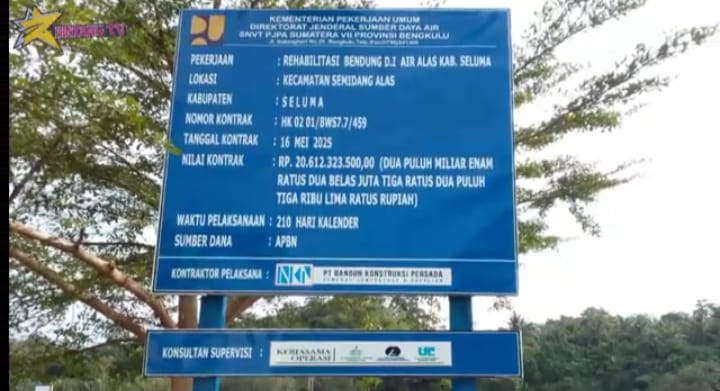 BINTANG TV
KEMENTERIAN PEKERJAAN UMUM
DIREKTORAT JENDERAL SUMBER DAYA AIR
SNVT PJPA SUMATERA VII PROVINSI BENGKULU
PEKERJAAN : REHABILITASI BENDUNG D.I AIR ALAS KAB. SELUMA
LOKASI : KECAMATAN SEMIDANG ALAS
KABUPATEN : S E L U M A
NOMOR KONTRAK : HK 02 01/BWS7.7/459
TANGGAL KONTRAK : 16 MEI 2025
NILAI KONTRAK : RP. 20.612.323.500,00 (DUA PULUH MILIAR ENAM
RATUS DUA BELAS JUTA TIGA RATUS DUA PULUH
TIGA RIBU LIMA RATUS RUPIAH)
WAKTU PELAKSANAAN : 210 HARI KALENDER
SUMBER DANA : APBN
KONTRAKTOR PELAKSANA : NKN PT BANGUN KONSTRUKSI PERSADA
KONSULTAN SUPERVISI : KERJASAMA
OPERASI